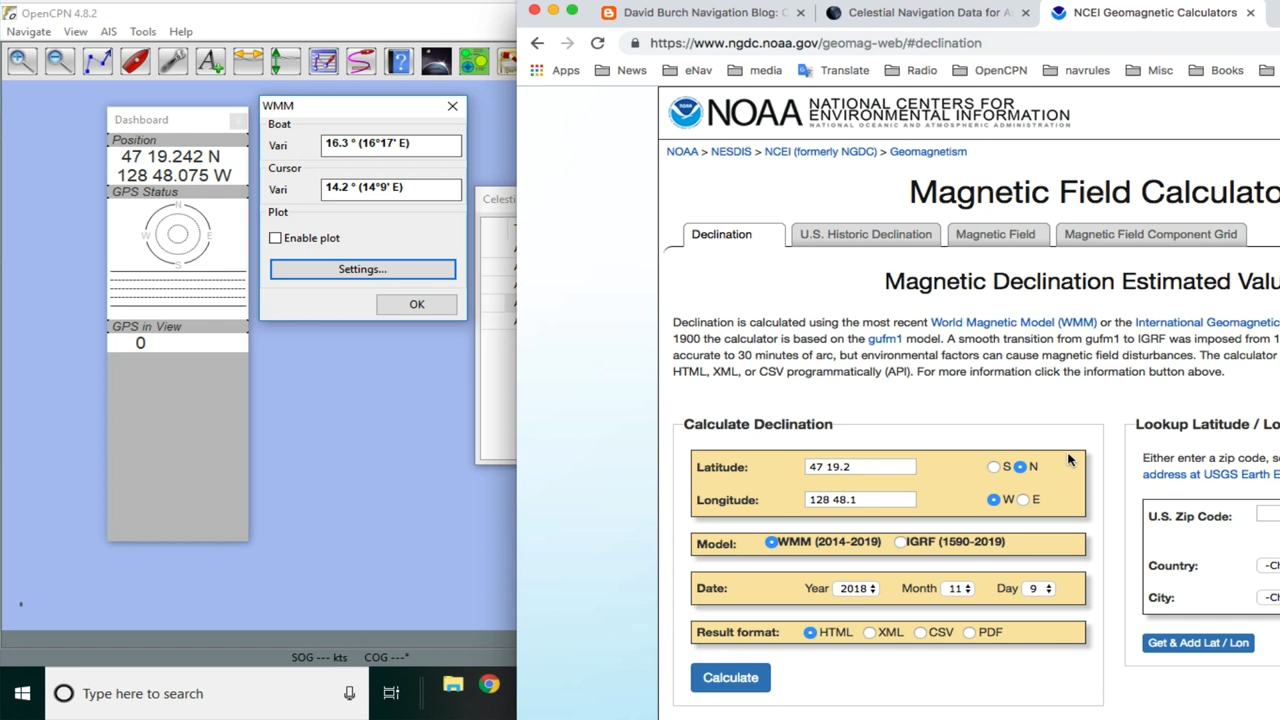 OpenCPN 4.8.2
Navigate View AIS Tools Help
Dashboard
Position
47 19.242 N
128 48.075 W
GPS Status
N
W E
S
GPS in View
0
WMM
Boat
Vari 16.3 ° (16°17' E)
Cursor
Vari 14.2 ° (14°9' E)
Plot
Enable plot
Settings...
OK
Celesti
SOG --- kts COG ---°
Type here to search
David Burch Navigation Blog: C
Celestial Navigation Data for As
NCEI Geomagnetic Calculators
https://www.ngdc.noaa.gov/geomag-web/#declination
Apps News eNav media Translate Radio OpenCPN navrules Misc Books
NOAA NATIONAL CENTERS FOR
ENVIRONMENTAL INFORMATION
NATIONAL OCEANIC AND ATMOSPHERIC ADMINISTRATION
NOAA > NESDIS > NCEI (formerly NGDC) > Geomagnetism
Magnetic Field Calculato
Declination U.S. Historic Declination Magnetic Field Magnetic Field Component Grid
Magnetic Declination Estimated Valu
Declination is calculated using the most recent World Magnetic Model (WMM) or the International Geomagnetic
1900 the calculator is based on the gufm1 model. A smooth transition from gufm1 to IGRF was imposed from 1
accurate to 30 minutes of arc, but environmental factors can cause magnetic field disturbances. The calculator
HTML, XML, or CSV programmatically (API). For more information click the information button above.
Calculate Declination
Latitude: 47 19.2 S N
Longitude: 128 48.1 W E
Model: WMM (2014-2019) IGRF (1590-2019)
Date: Year 2018 Month 11 Day 9
Result format: HTML XML CSV PDF
Calculate
Lookup Latitude / Lo
Either enter a zip code, s
address at USGS Earth E
U.S. Zip Code:
Country: -Ch
City: -Ch
Get & Add Lat / Lon